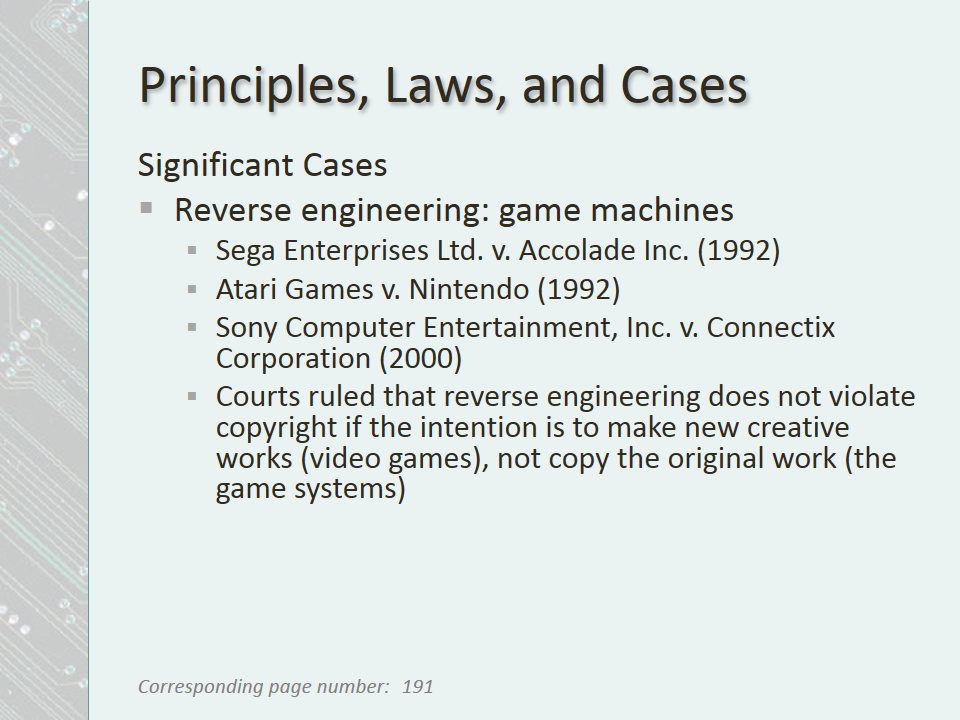 Principles, Laws, and Cases
Significant Cases
Reverse engineering: game machines
Sega Enterprises Ltd. v. Accolade Inc. (1992)
Atari Games v. Nintendo (1992)
Sony Computer Entertainment, Inc. v. Connectix
Corporation (2000)
Courts ruled that reverse engineering does not violate
copyright if the intention is to make new creative
works (video games), not copy the original work (the
game systems)
Corresponding page number: 191